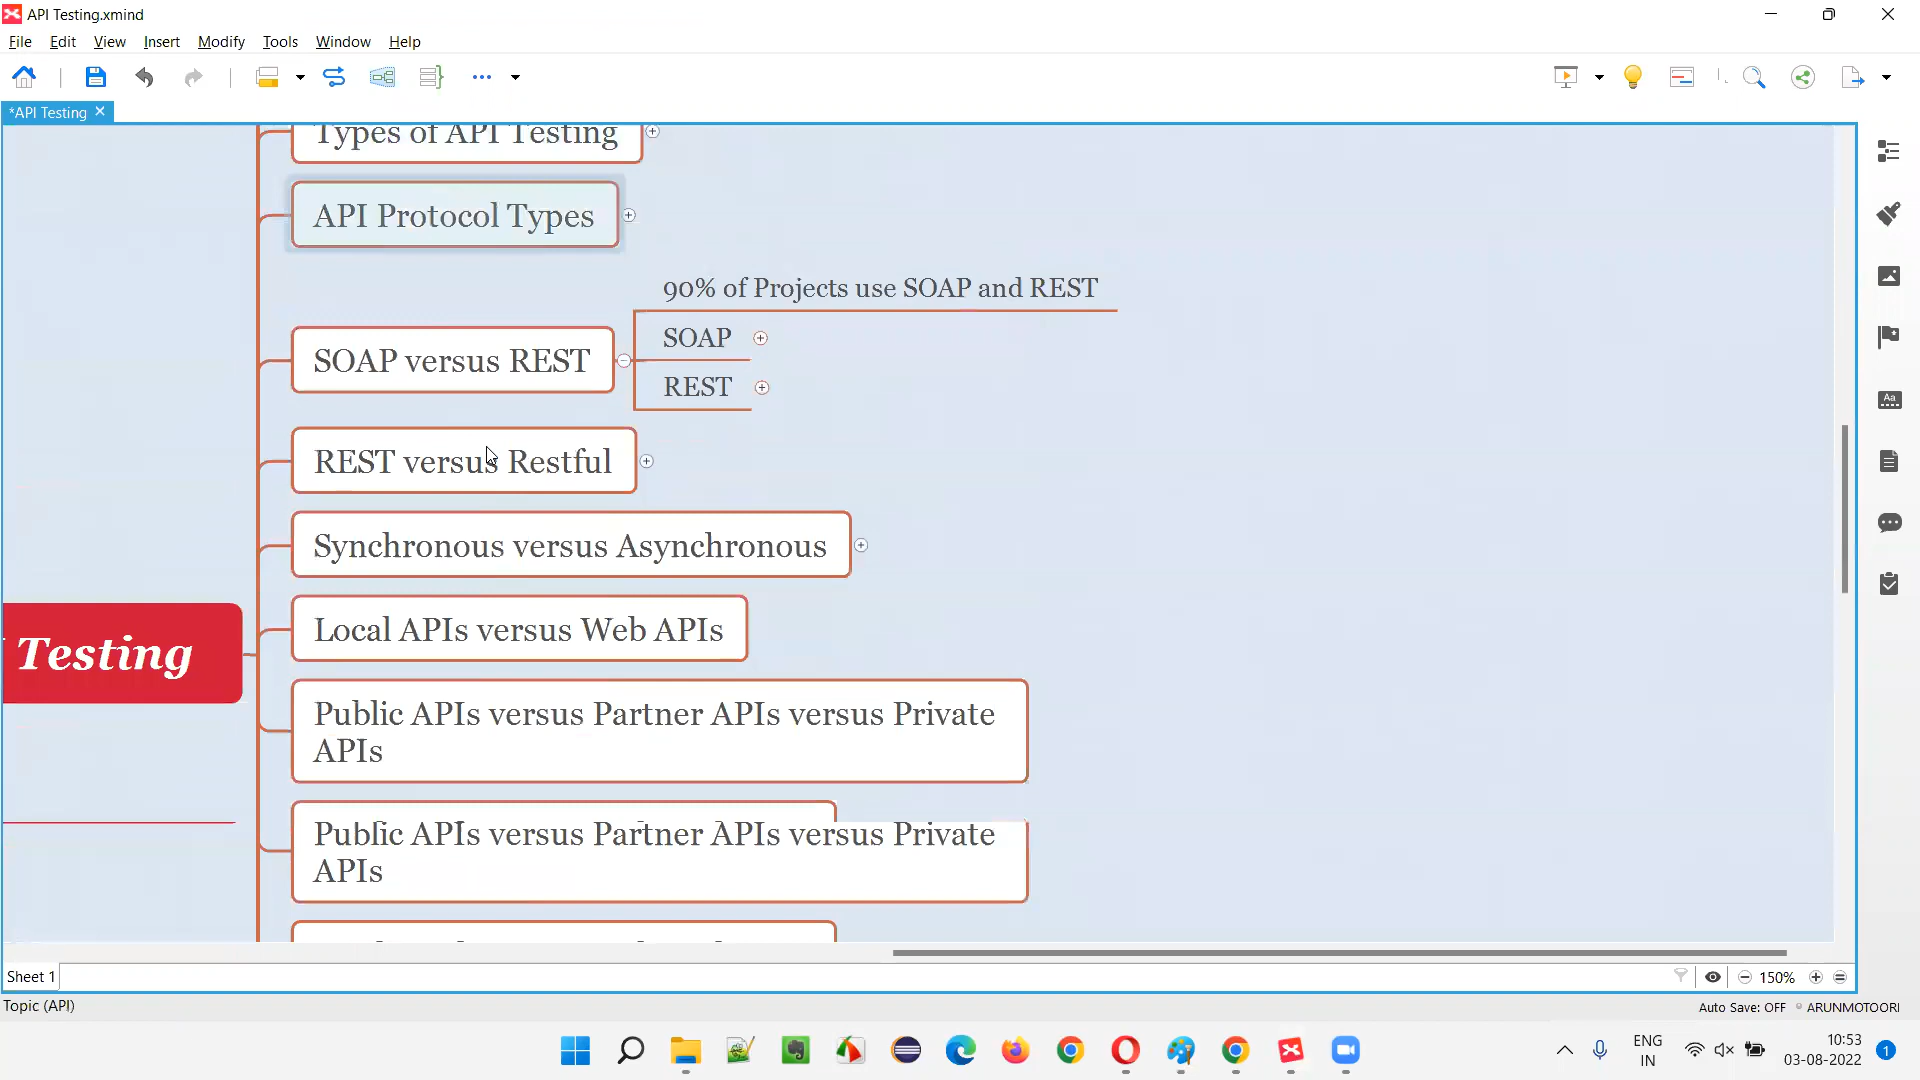 API Testing.xmind
File Edit View Insert Modify Tools Window Help
*API Testing
Types of API Testing
API Protocol Types
90% of Projects use SOAP and REST
SOAP
SOAP versus REST
REST
REST versus Restful
Synchronous versus Asynchronous
Local APIs versus Web APIs
Testing
Public APIs versus Partner APIs versus Private
APIs
Public APIs versus Partner APIs versus Private
APIs
Sheet 1
150%
Topic (API)
Auto Save: OFF
ARUNMOTOORI
ENG
IN
10:53
03-08-2022
1